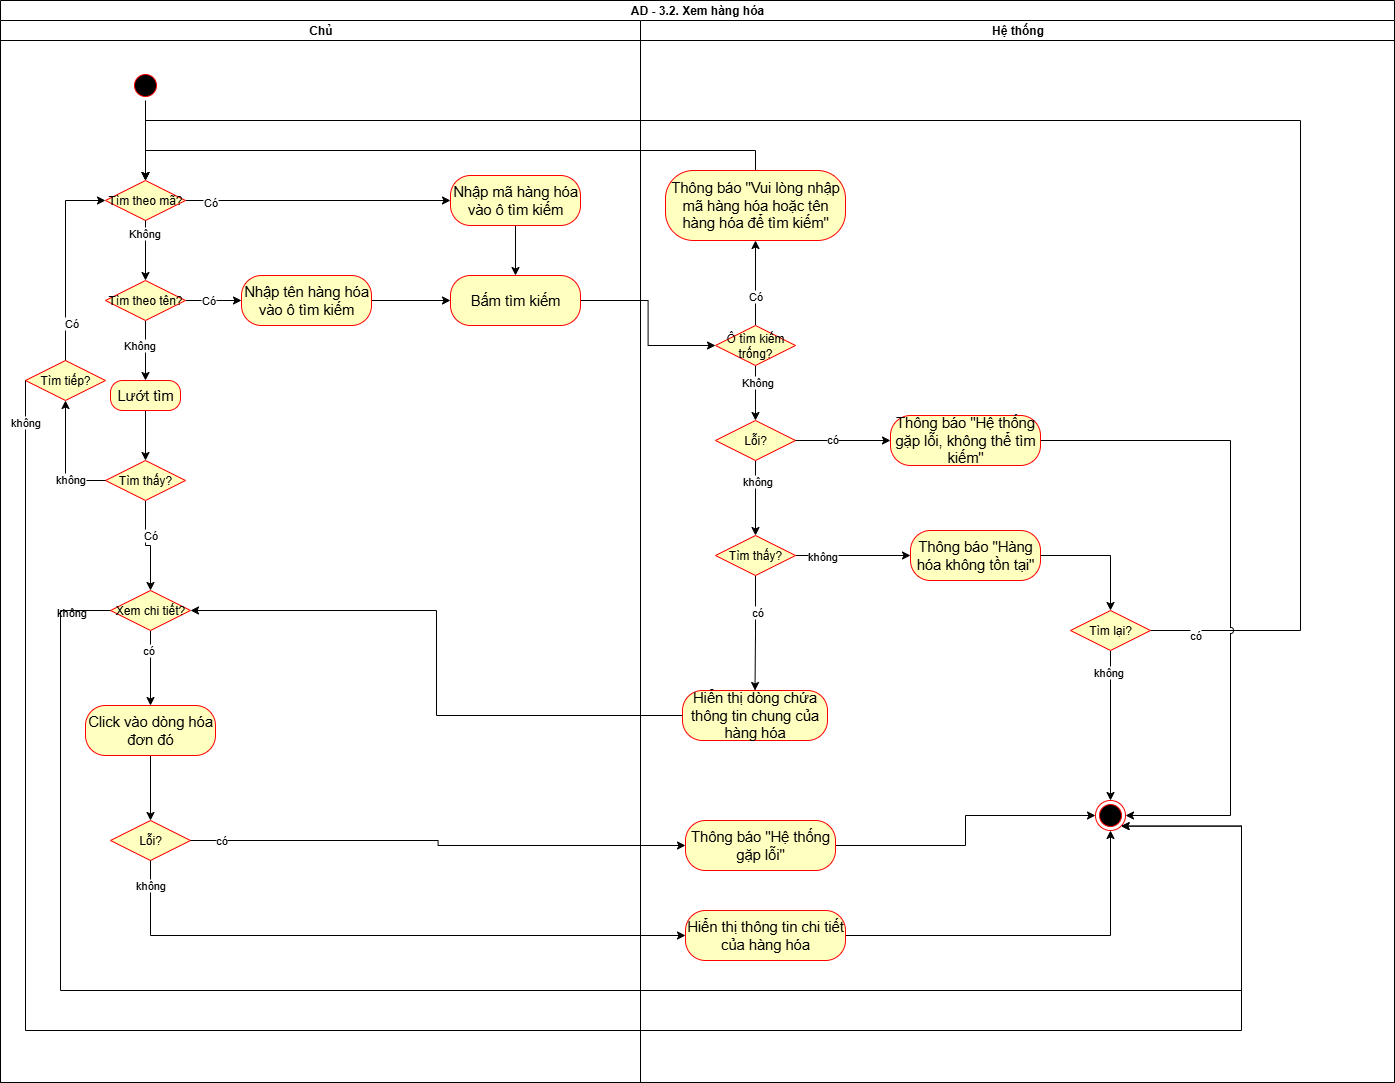 AD - 3.2. Xem hàng hóa
Chủ
Hệ thống
Tìm theo mã?
Có
Nhập mã hàng hóa
vào ô tìm kiếm
Thông báo "Vui lòng nhập
mã hàng hóa hoặc tên
hàng hóa để tìm kiếm"
Không
Tìm theo tên?
Có
Nhập tên hàng hóa
vào ô tìm kiếm
Bấm tìm kiếm
Có
Có
Ô tìm kiếm
trống?
Không
Không
Tìm tiếp?
Lướt tìm
không
Lỗi?
có
Thông báo "Hệ thống
gặp lỗi, không thể tìm
kiếm"
không
Tìm thấy?
không
Có
Tìm thấy?
không
Thông báo "Hàng
hóa không tồn tại"
không
Xem chi tiết?
có
Tìm lại?
có
có
không
Hiển thị dòng chứa
thông tin chung của
hàng hóa
Click vào dòng hóa
đơn đó
Lỗi?
có
Thông báo "Hệ thống
gặp lỗi"
không
Hiển thị thông tin chi tiết
của hàng hóa